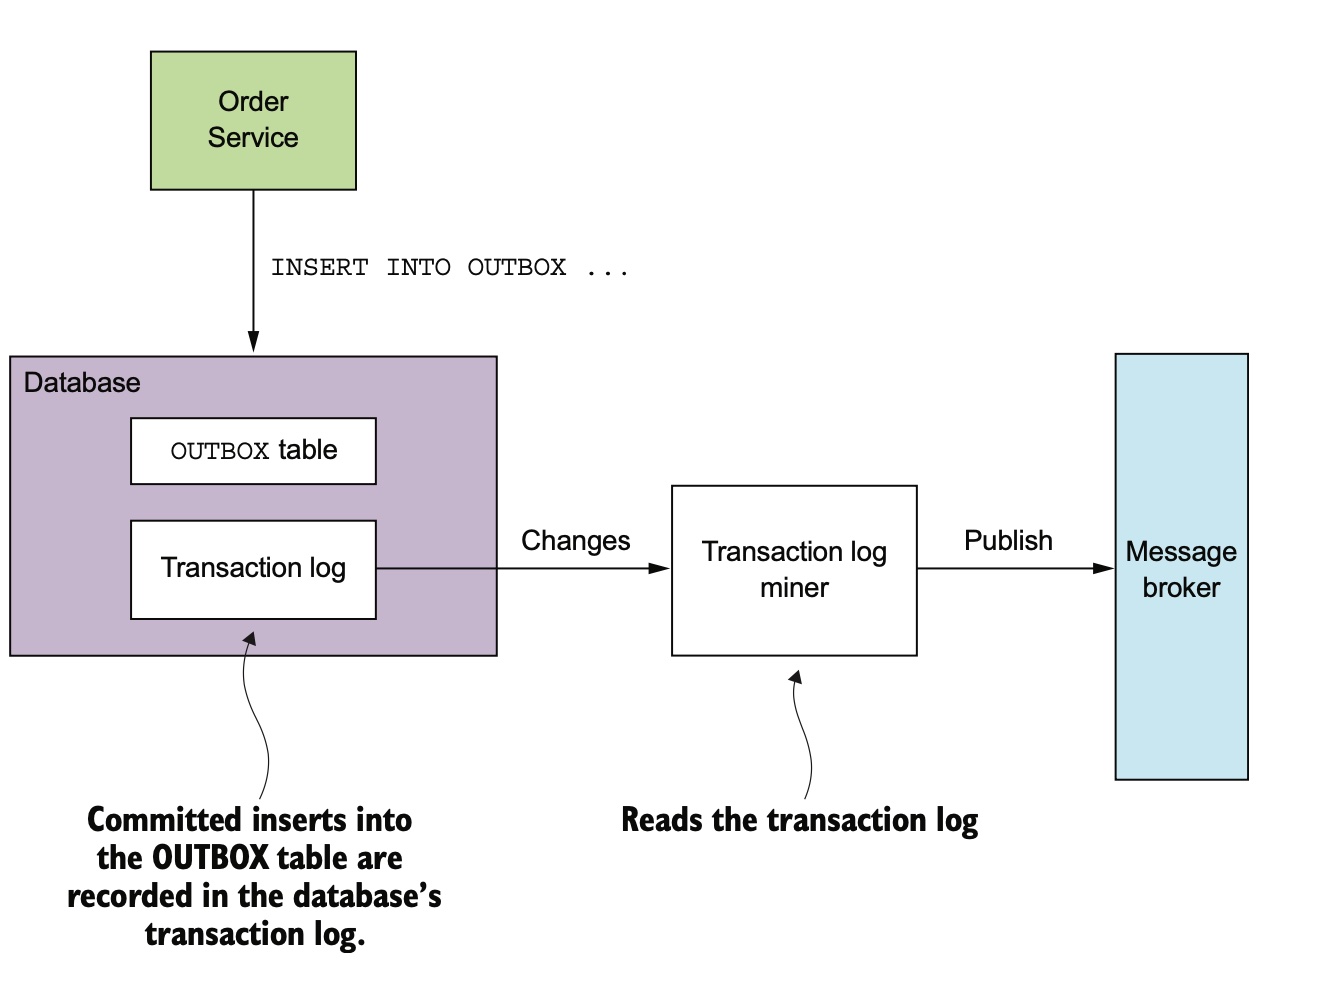 Order
Service
INSERT INTO OUTBOX ...
Database
OUTBOX table
Transaction log
Changes
Transaction log
miner
Publish
Message
broker
Committed inserts into
the OUTBOX table are
recorded in the database’s
transaction log.
Reads the transaction log